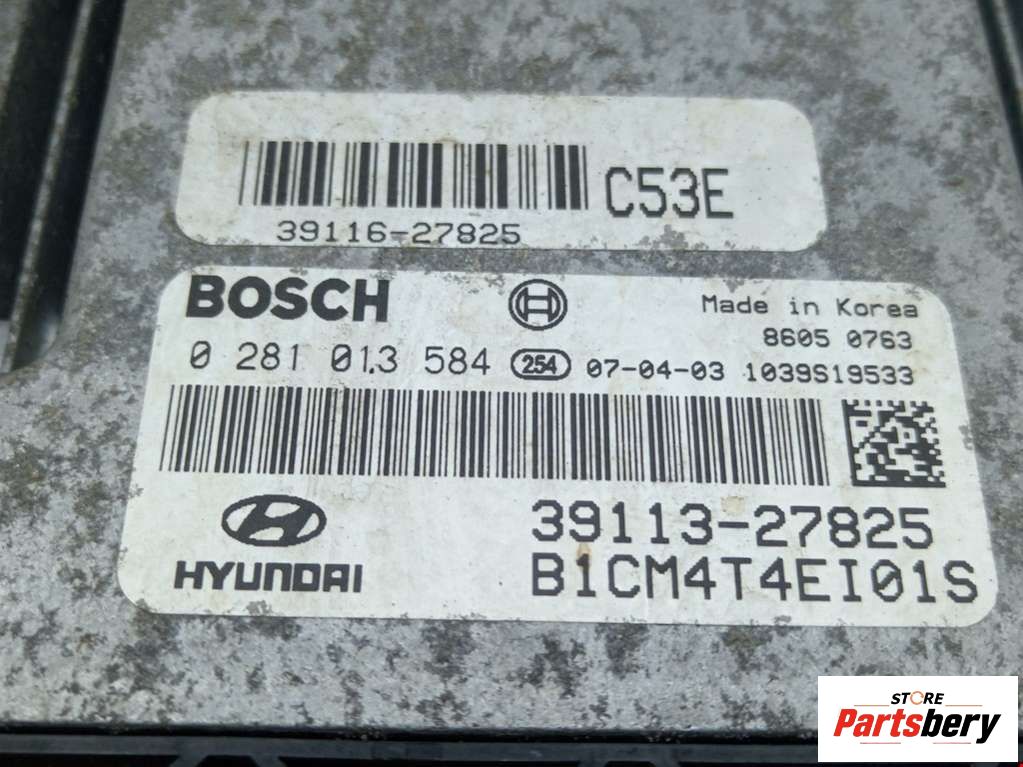 C53E
39116-27825
BOSCH
Made in Korea
8605 0763
0 281 013 584 254 07-04-03 1039S19533
39113-27825
HYUNDAI
B1CM4T4EI01S
STORE
Partsbery